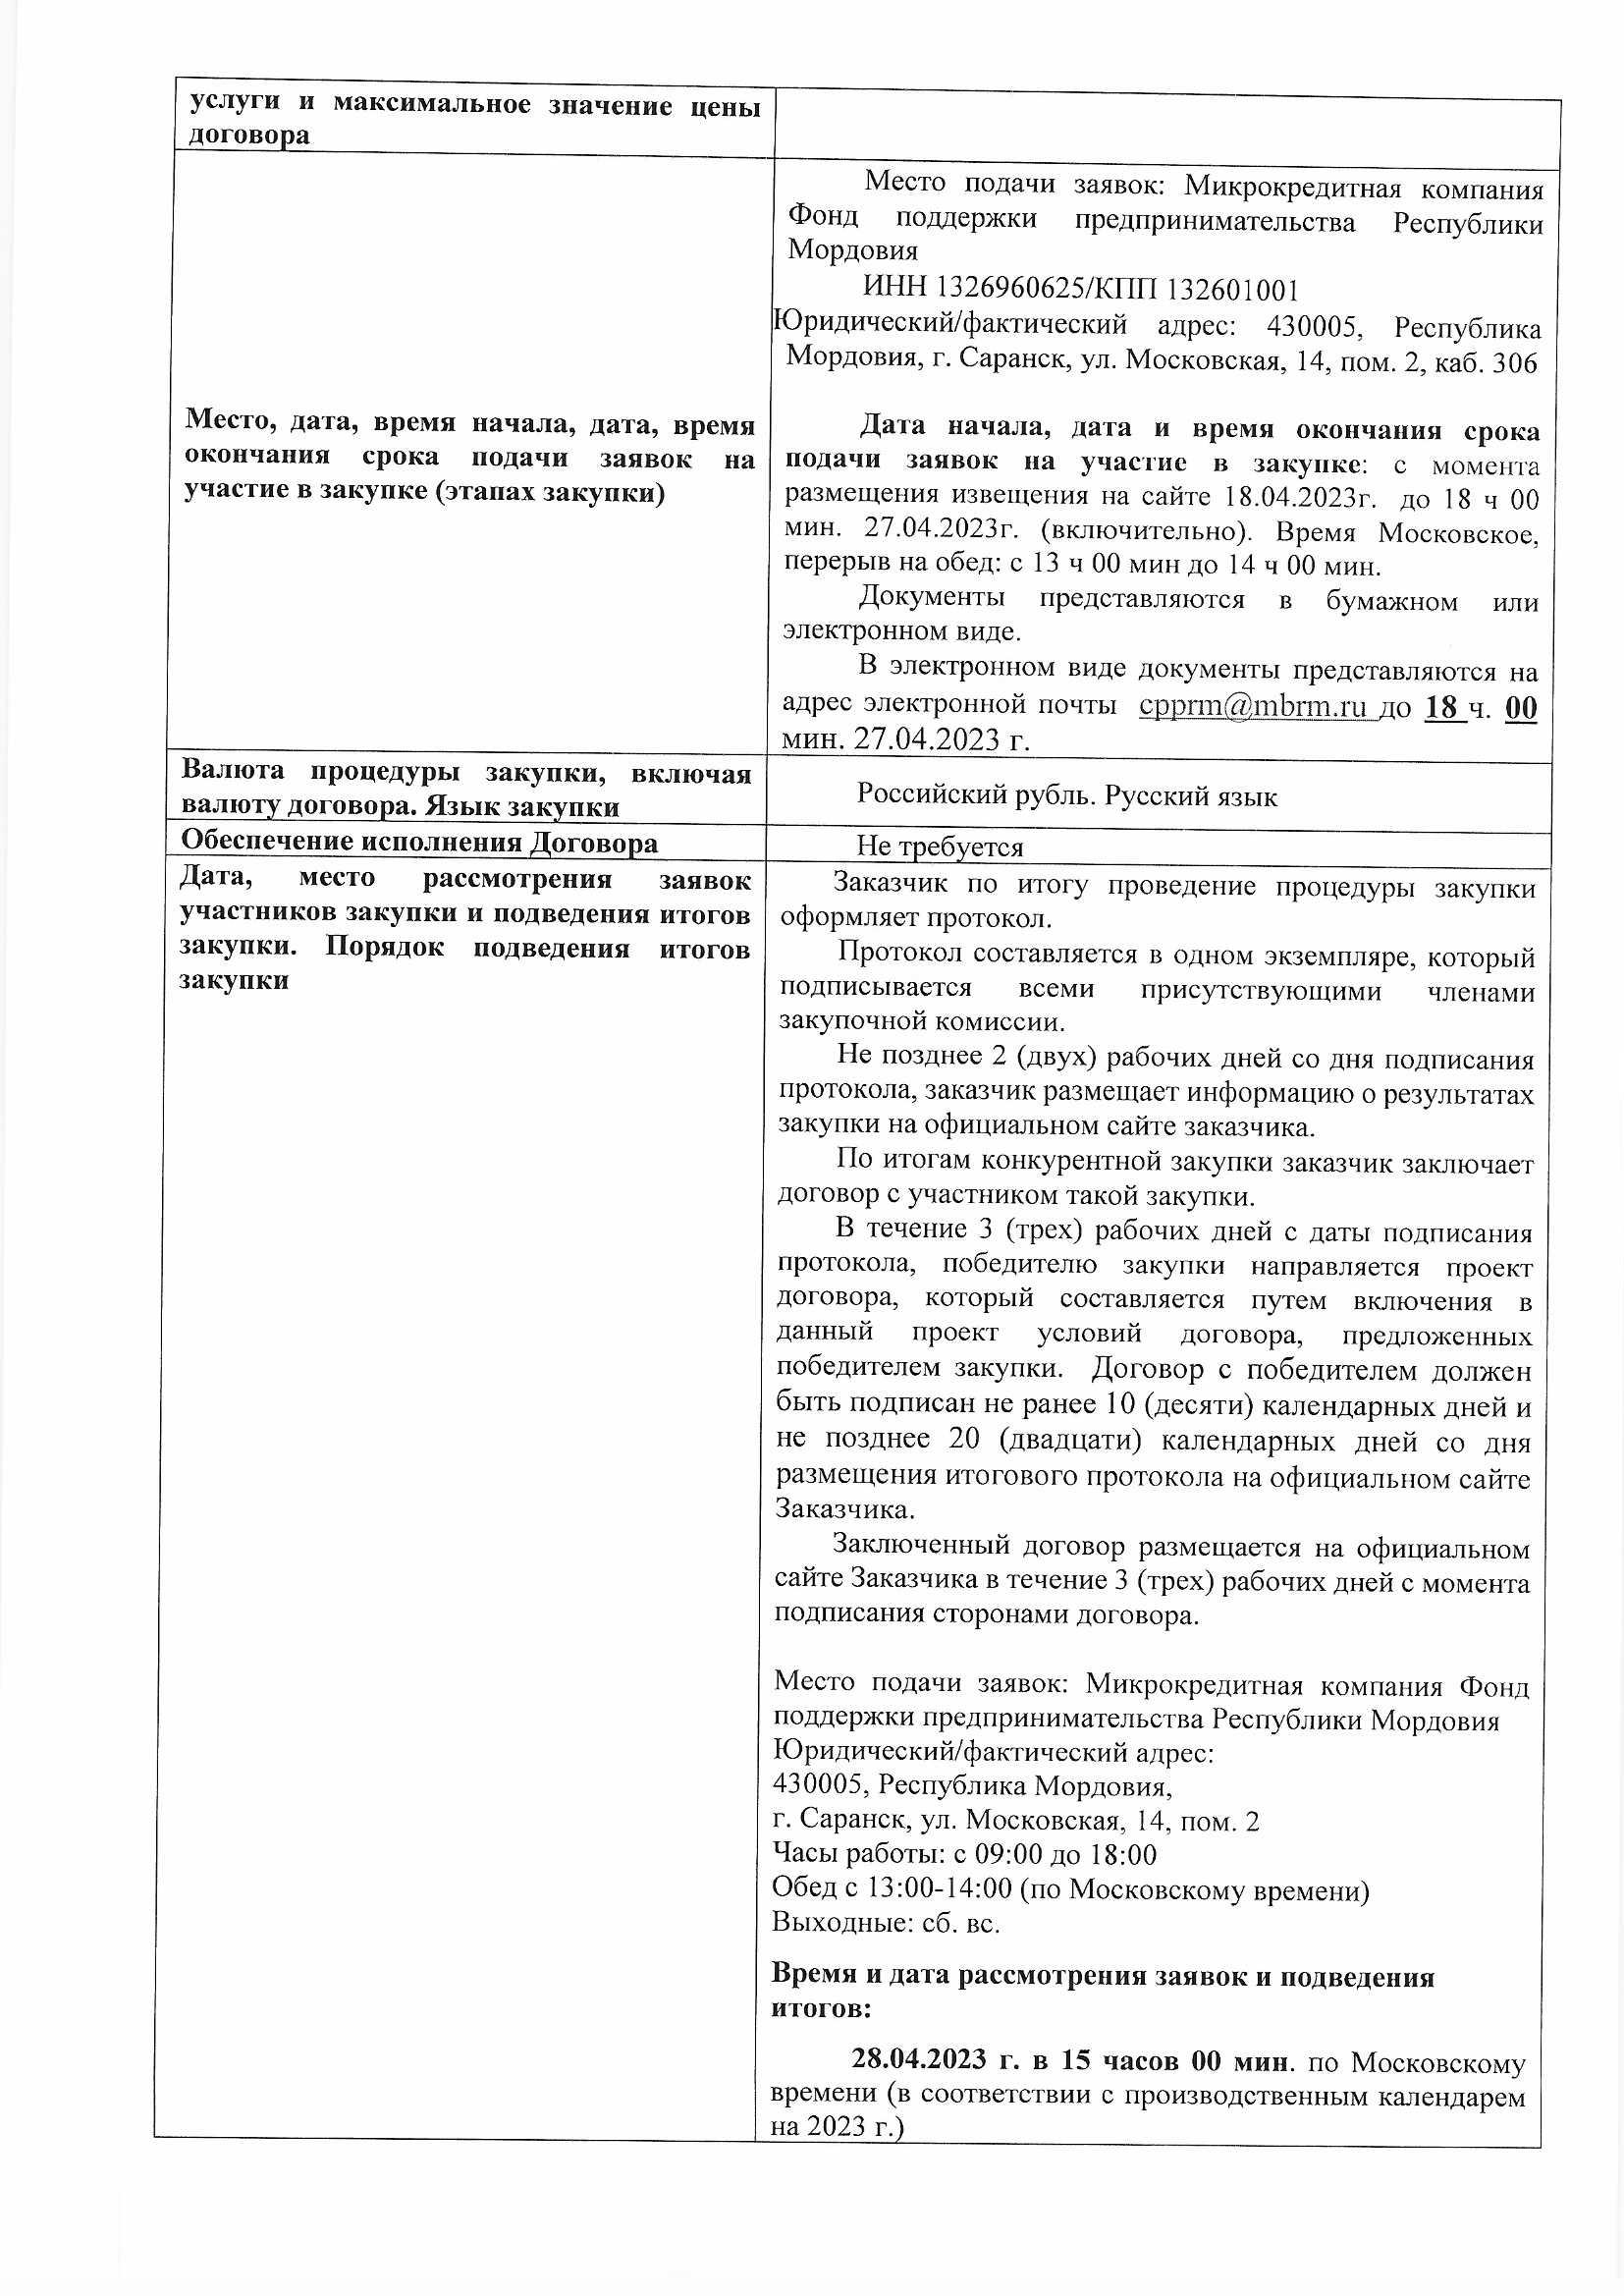 услуги и максимальное значение цены
договора
Место, дата, время начала, дата, время
окончания срока подачи заявок на
участие в закупке (этапах закупки)
Место подачи заявок: Микрокредитная компания
Фонд поддержки предпринимательства Республики
Мордовия
ИНН 1326960625/КПП 132601001
Юридический/фактический адрес: 430005, Республика
Мордовия, г. Саранск, ул. Московская, 14, пом. 2, каб. 306
Дата начала, дата и время окончания срока
подачи заявок на участие в закупке: с момента
размещения извещения на сайте 18.04.2023г. до 18 ч 00
мин. 27.04.2023г. (включительно). Время Московское,
перерыв на обед: с 13 ч 00 мин до 14 ч 00 мин.
Документы представляются в бумажном или
электронном виде.
В электронном виде документы представляются на
адрес электронной почты cpprm@mbrm.ru до 18 ч. 00
мин. 27.04.2023 г.
Валюта процедуры закупки, включая
валюту договора. Язык закупки
Российский рубль. Русский язык
Обеспечение исполнения Договора
Не требуется
Дата, место рассмотрения заявок
участников закупки и подведения итогов
закупки. Порядок подведения итогов
закупки
Заказчик по итогу проведение процедуры закупки
оформляет протокол.
Протокол составляется в одном экземпляре, который
подписывается всеми присутствующими членами
закупочной комиссии.
Не позднее 2 (двух) рабочих дней со дня подписания
протокола, заказчик размещает информацию о результатах
закупки на официальном сайте заказчика.
По итогам конкурентной закупки заказчик заключает
договор с участником такой закупки.
В течение 3 (трех) рабочих дней с даты подписания
протокола, победителю закупки направляется проект
договора, который составляется путем включения в
данный проект условий договора, предложенных
победителем закупки. Договор с победителем должен
быть подписан не ранее 10 (десяти) календарных дней и
не позднее 20 (двадцати) календарных дней со дня
размещения итогового протокола на официальном сайте
Заказчика.
Заключенный договор размещается на официальном
сайте Заказчика в течение 3 (трех) рабочих дней с момента
подписания сторонами договора.
Место подачи заявок: Микрокредитная компания Фонд
поддержки предпринимательства Республики Мордовия
Юридический/фактический адрес:
430005, Республика Мордовия,
г. Саранск, ул. Московская, 14, пом. 2
Часы работы: с 09:00 до 18:00
Обед с 13:00-14:00 (по Московскому времени)
Выходные: сб. вс.
Время и дата рассмотрения заявок и подведения
итогов:
28.04.2023 г. в 15 часов 00 мин. по Московскому
времени (в соответствии с производственным календарем
на 2023 г.)